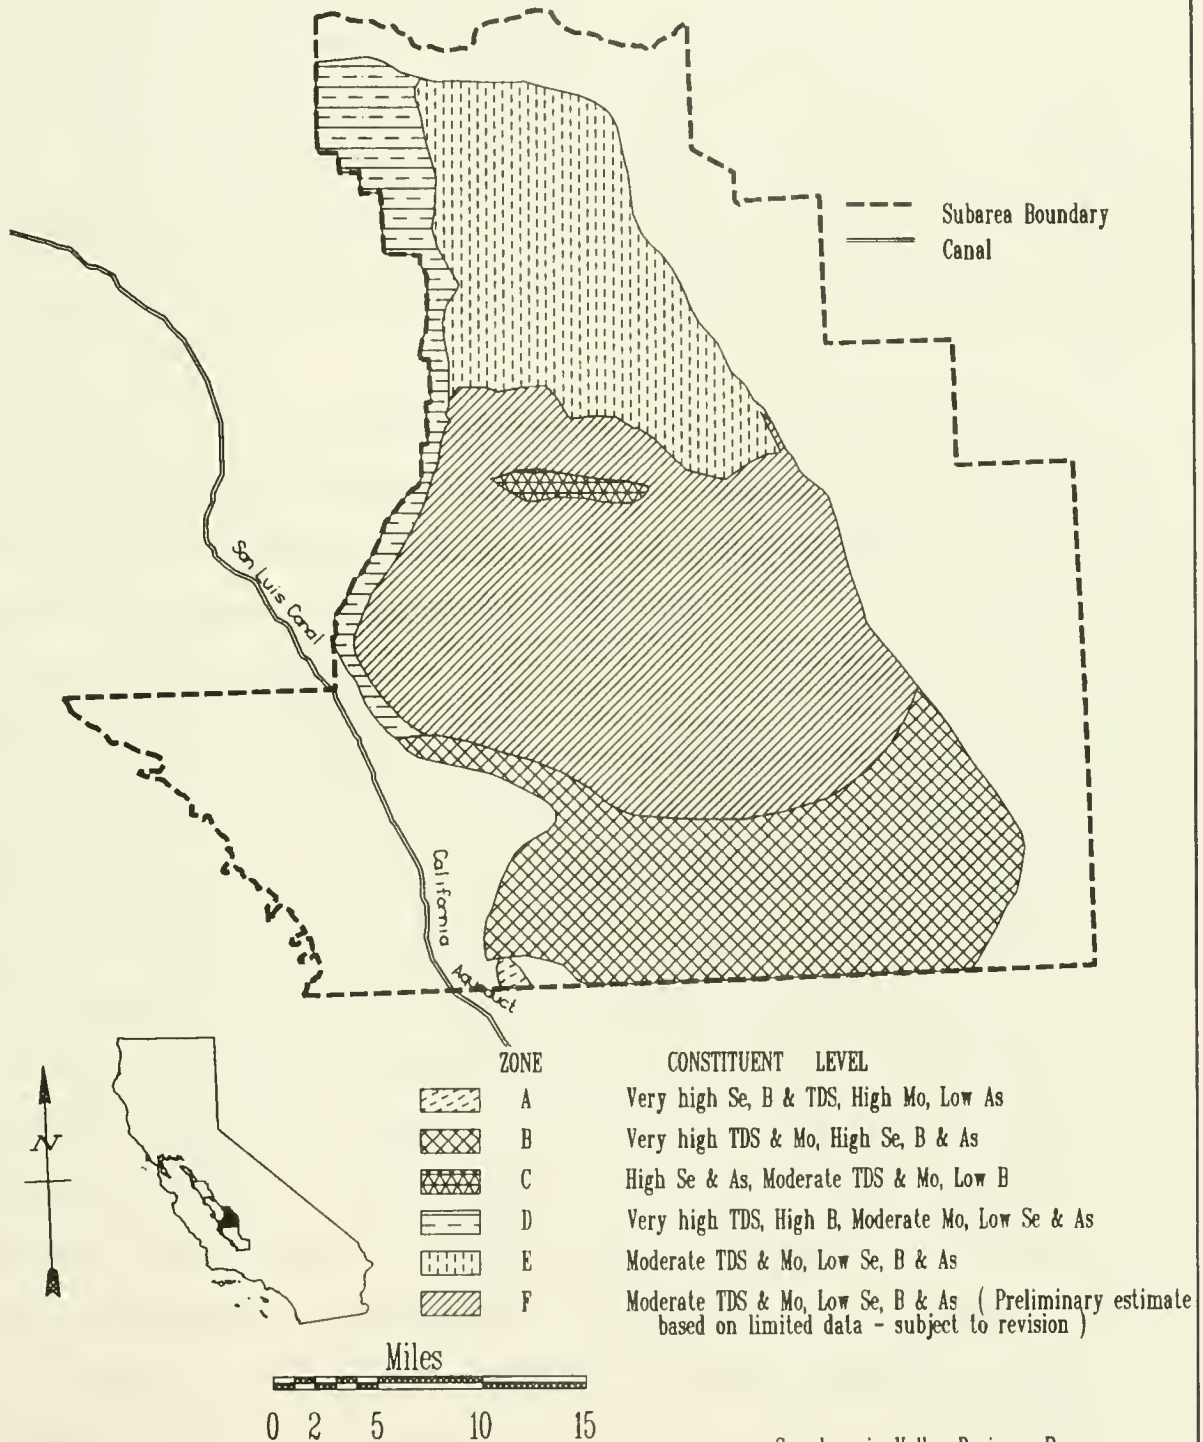 Subarea Boundary
Canal
San Luis Canal
California
Aqueduct
ZONE CONSTITUENT LEVEL
A Very high Se, B & TDS, High Mo, Low As
B Very high TDS & Mo, High Se, B & As
C High Se & As, Moderate TDS & Mo, Low B
D Very high TDS, High B, Moderate Mo, Low Se & As
E Moderate TDS & Mo, Low Se, B & As
F Moderate TDS & Mo, Low Se, B & As ( Preliminary estimate
based on limited data - subject to revision )
N
Miles
0 2 5 10 15